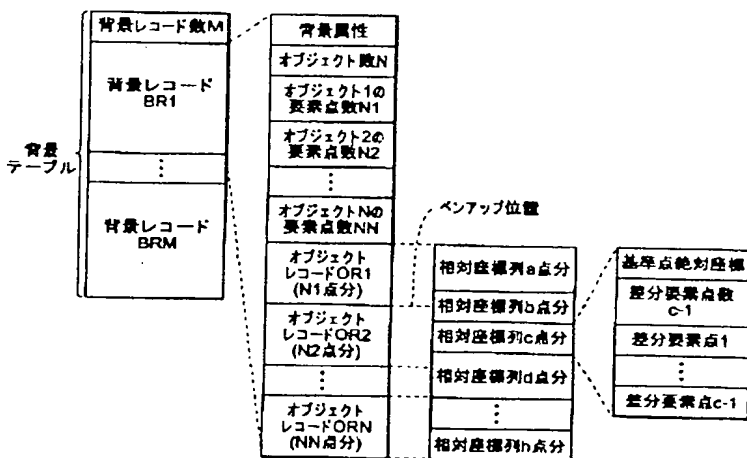 背景レコード数M
背景レコード
BR1
⋮
背景レコード
BRM
背景
テーブル
背景属性
オブジェクト数N
オブジェクト1の
要素点数N1
オブジェクト2の
要素点数N2
⋮
オブジェクトNの
要素点数NN
オブジェクト
レコードOR1
(N1点分)
オブジェクト
レコードOR2
(N2点分)
⋮
オブジェクト
レコードORN
(NN点分)
ペンアップ位置
相対座標列a点分
相対座標列b点分
相対座標列c点分
相対座標列d点分
⋮
相対座標列h点分
基準点絶対座標
差分要素点数
c-1
差分要素点1
⋮
差分要素点c-1